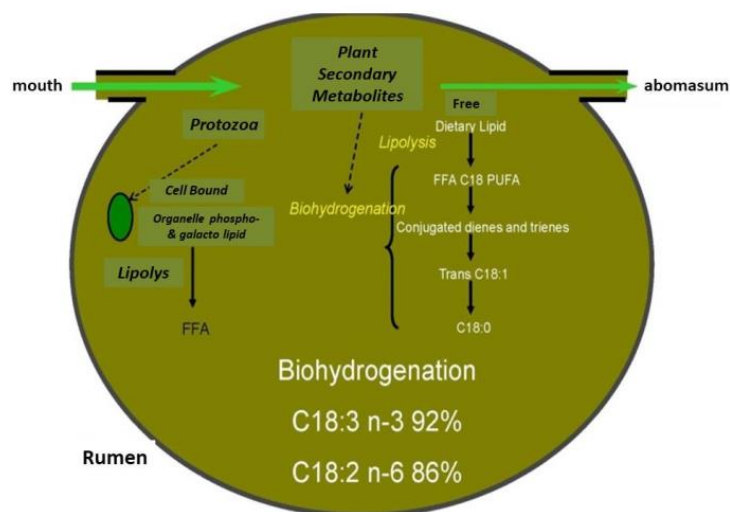 Plant
Secondary
Metabolites
mouth
abomasum
Free
Dietary Lipid
Protozoa
Lipolysis
FFA C18 PUFA
Cell Bound
Biohydrogenation
Organelle phospho-
& galacto lipid
Conjugated dienes and trienes
Lipolys
Trans C18:1
FFA
C18:0
Biohydrogenation
C18:3 n-3 92%
Rumen
C18:2 n-6 86%